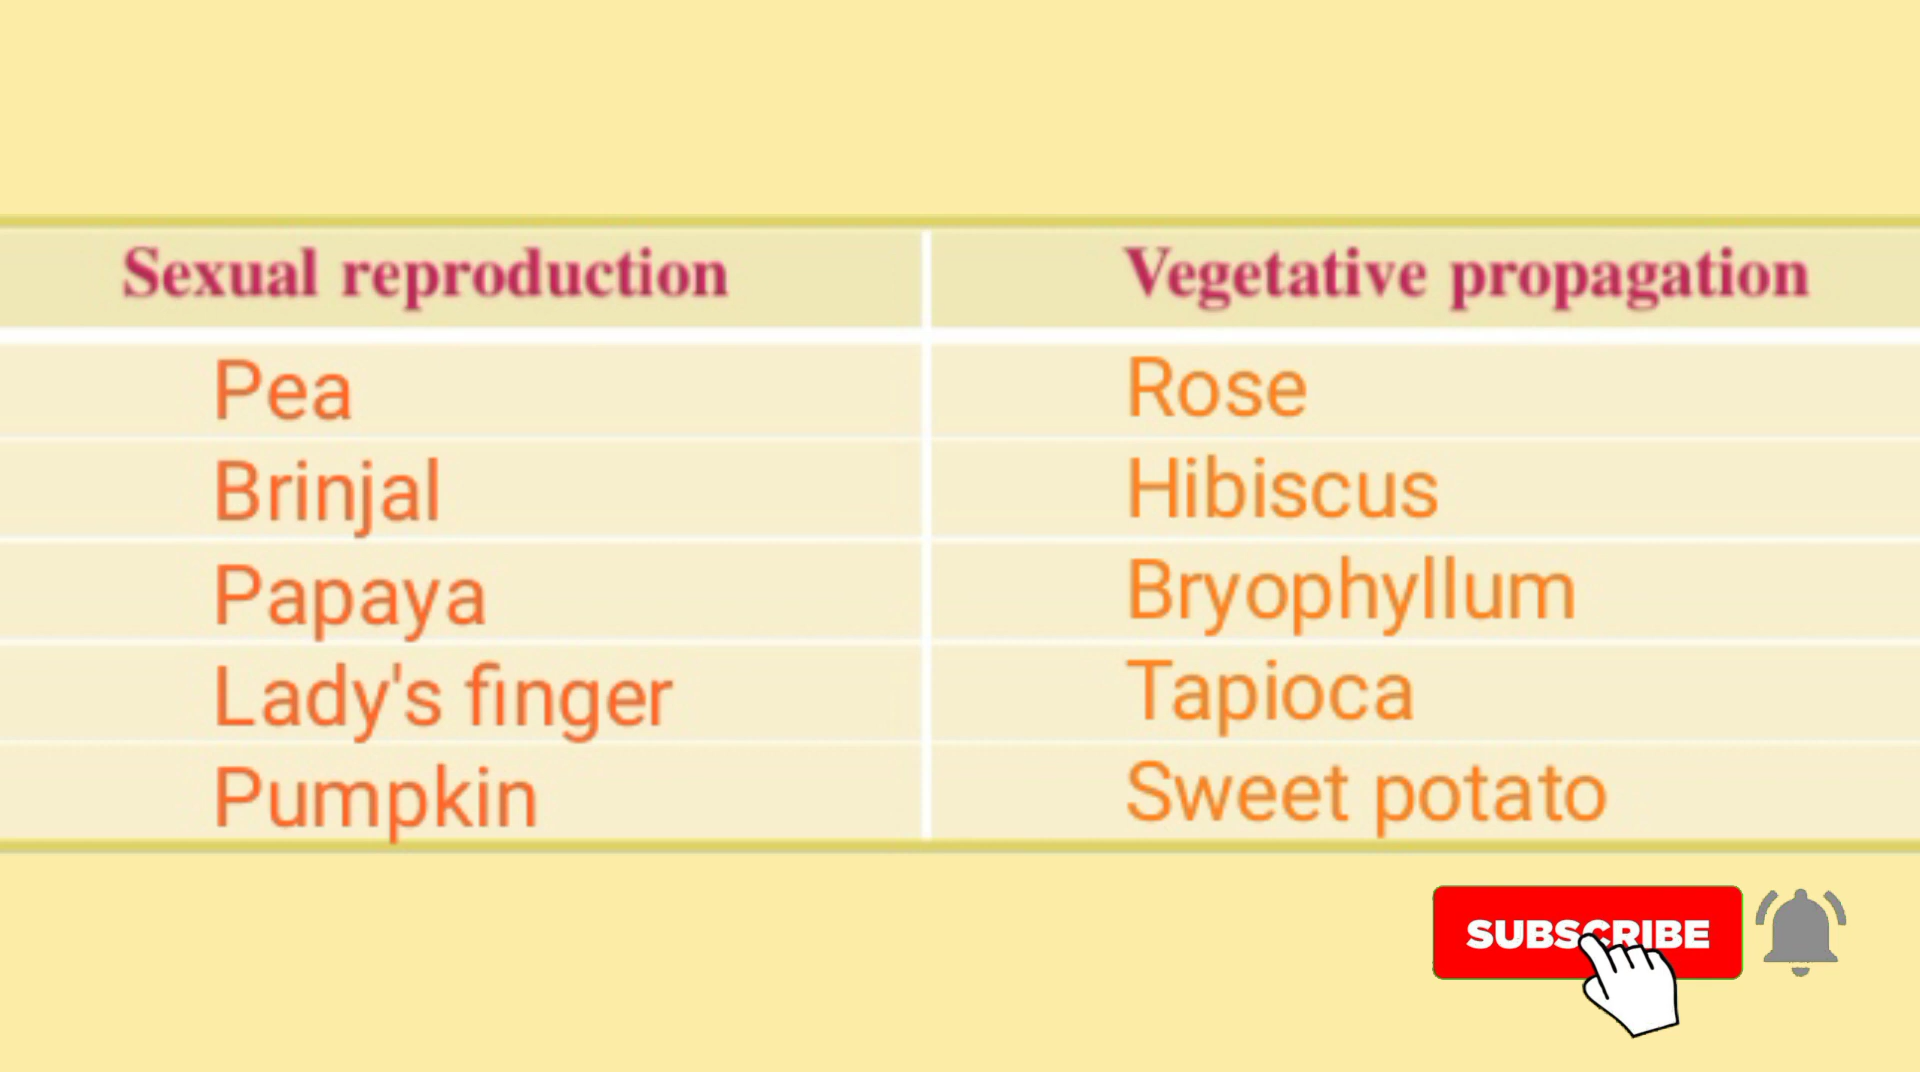 Sexual reproduction Vegetative propagation
Pea Rose
Brinjal Hibiscus
Papaya Bryophyllum
Lady's finger Tapioca
Pumpkin Sweet potato
SUBSCRIBE